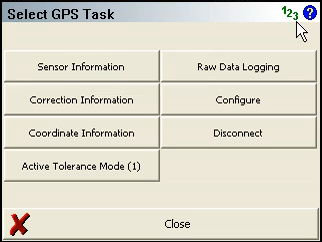 Select GPS Task
123
?
Sensor Information
Raw Data Logging
Correction Information
Configure
Coordinate Information
Disconnect
Active Tolerance Mode (1)
Close